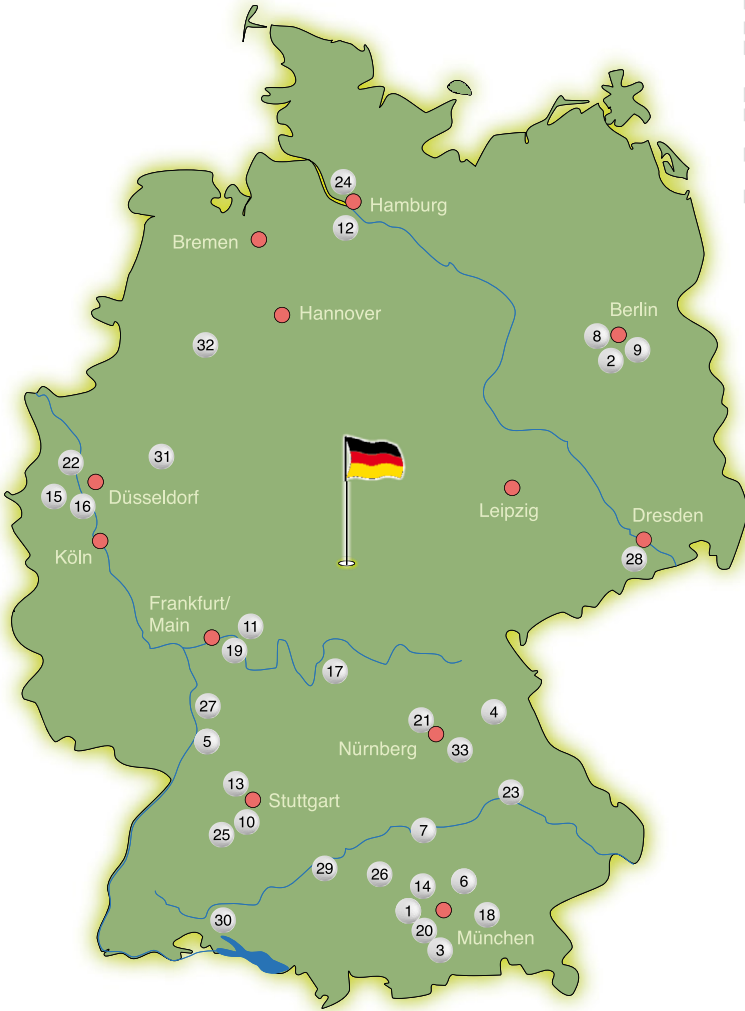 24
Hamburg
12
Bremen
Hannover
Berlin
8
9
2
32
31
22
15
16
Düsseldorf
Leipzig
Dresden
Köln
28
Frankfurt/
Main
11
19
17
27
4
21
5
Nürnberg
33
13
23
Stuttgart
10
25
7
29
26
6
14
1
18
30
20
München
3